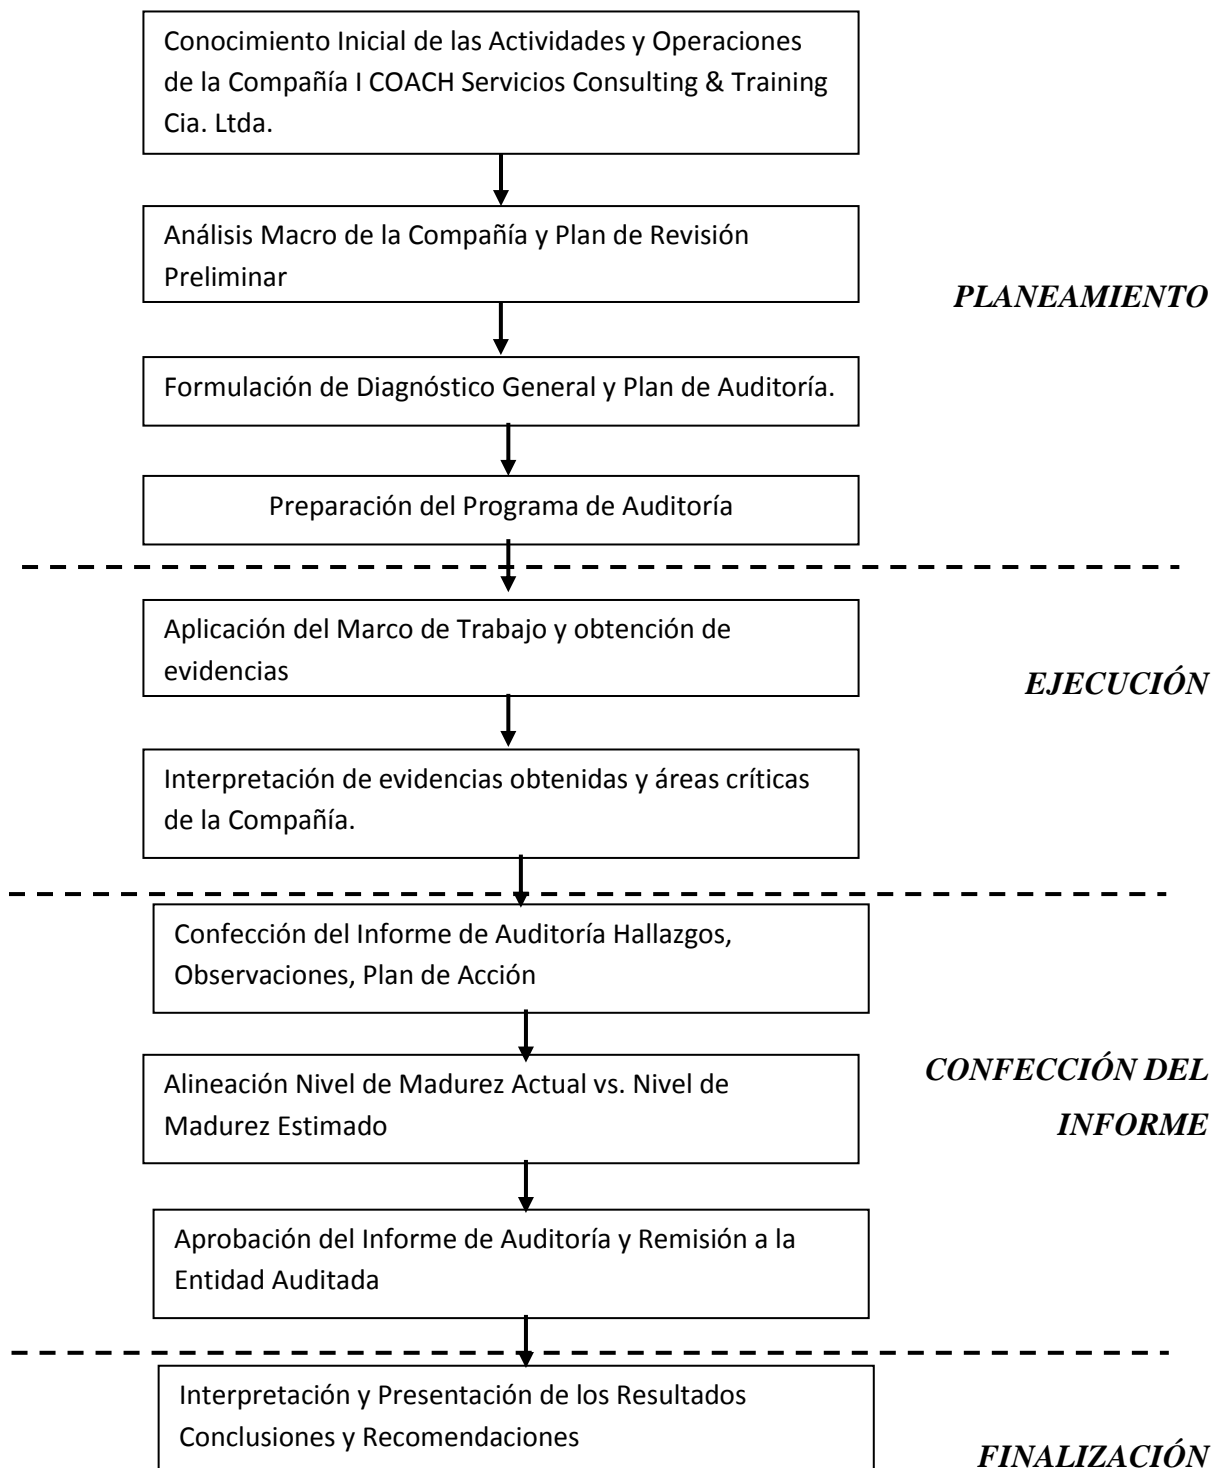 Conocimiento Inicial de las Actividades y Operaciones
de la Compañía I COACH Servicios Consulting & Training
Cia. Ltda.
Análisis Macro de la Compañía y Plan de Revisión
Preliminar
PLANEAMIENTO
Formulación de Diagnóstico General y Plan de Auditoría.
Preparación del Programa de Auditoría
Aplicación del Marco de Trabajo y obtención de
evidencias
EJECUCIÓN
Interpretación de evidencias obtenidas y áreas críticas
de la Compañía.
Confección del Informe de Auditoría Hallazgos,
Observaciones, Plan de Acción
Alineación Nivel de Madurez Actual vs. Nivel de
Madurez Estimado
CONFECCIÓN DEL
INFORME
Aprobación del Informe de Auditoría y Remisión a la
Entidad Auditada
Interpretación y Presentación de los Resultados
Conclusiones y Recomendaciones
FINALIZACIÓN